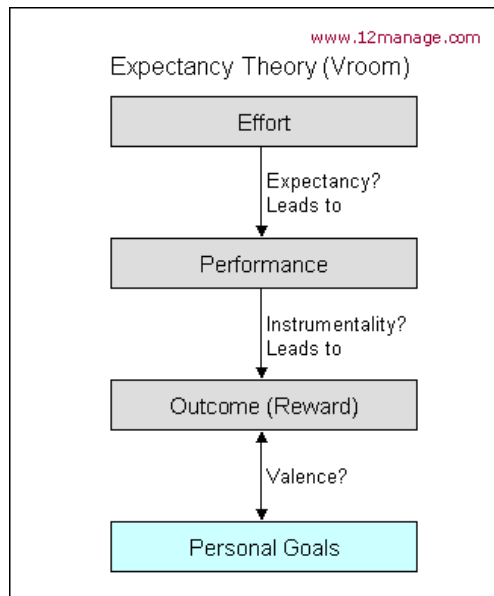 www.12manage.com
Expectancy Theory (Vroom)
Effort
Expectancy?
Leads to
Performance
Instrumentality?
Leads to
Outcome (Reward)
Valence?
Personal Goals